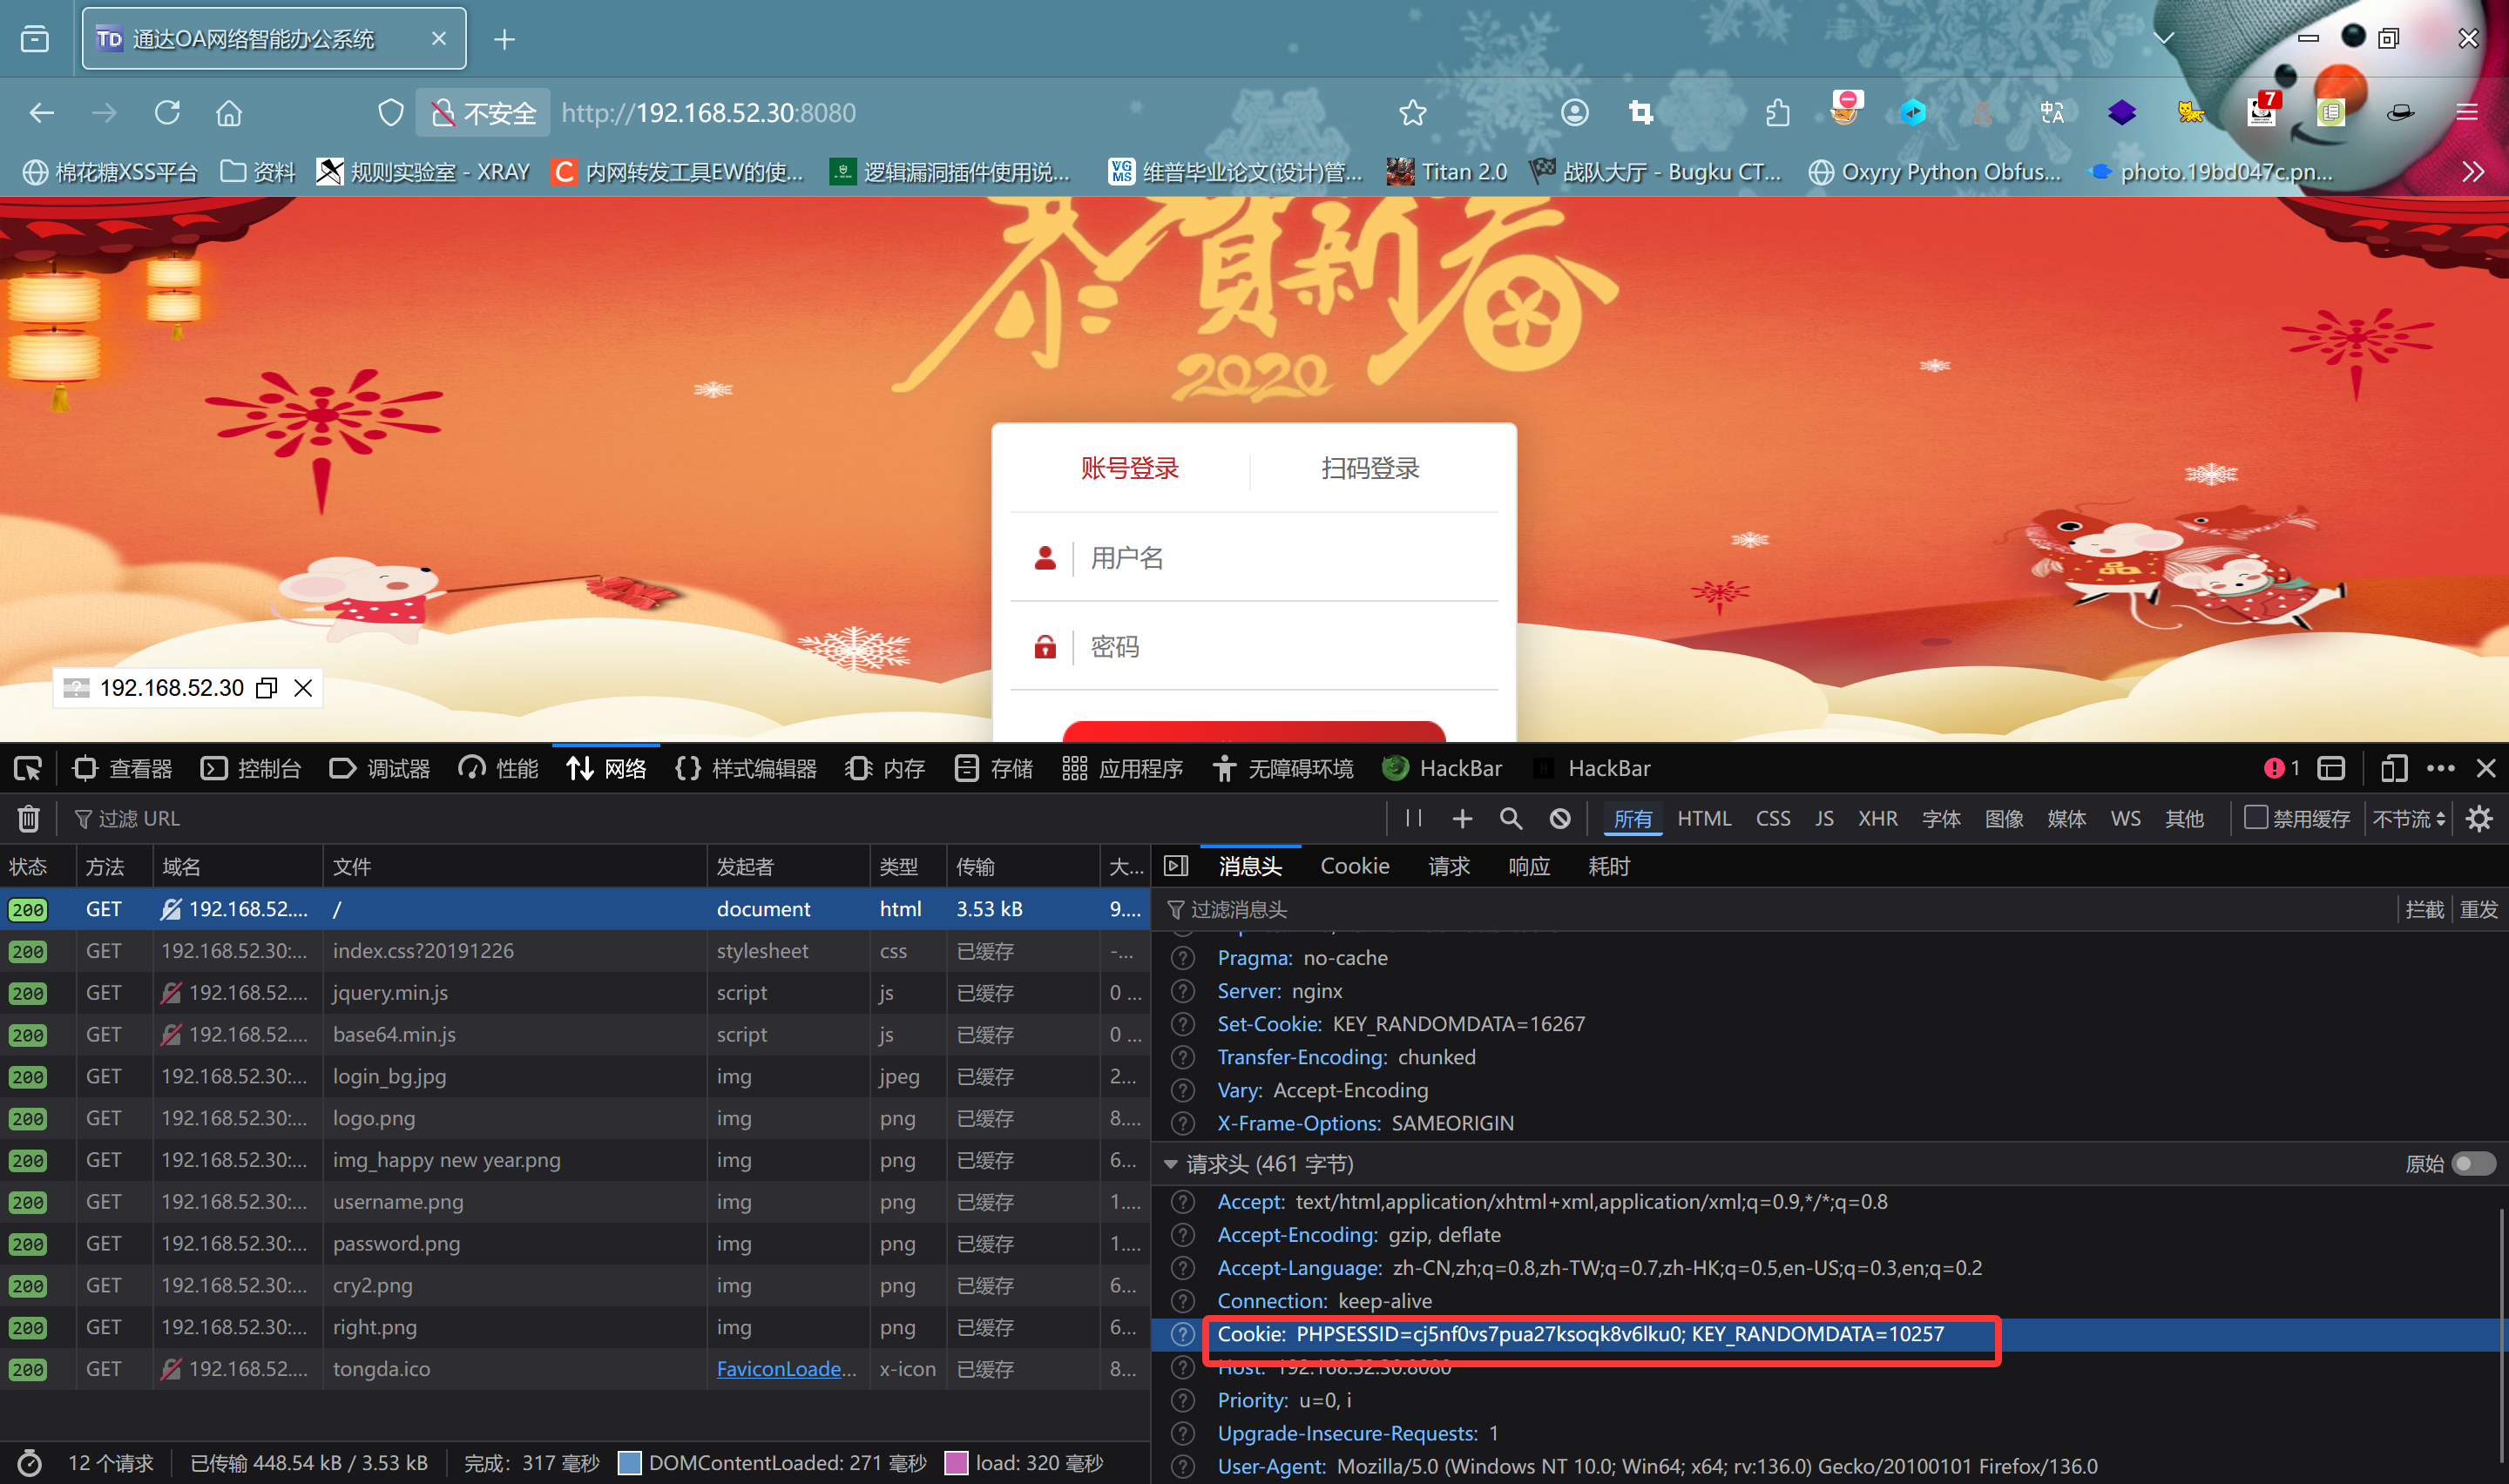 通达OA网络智能办公系统
不安全 http://192.168.52.30:8080
7
棉花糖XSS平台 资料 规则实验室 - XRAY 内网转发工具EW的使... 逻辑漏洞插件使用说... 维普毕业论文(设计)管... Titan 2.0 战队大厅 - Bugku CT... Oxyry Python Obfus... photo.19bd047c.pn...
恭贺新春
2020
账号登录 扫码登录
用户名
密码
192.168.52.30
查看器 控制台 调试器 性能 网络 样式编辑器 内存 存储 应用程序 无障碍环境 HackBar HackBar 1
过滤 URL 所有 HTML CSS JS XHR 字体 图像 媒体 WS 其他 禁用缓存 不节流
状态 方法 域名 文件 发起者 类型 传输 大...
200 GET 192.168.52.... / document html 3.53 kB 9....
200 GET 192.168.52.30:... index.css?20191226 stylesheet css 已缓存 -...
200 GET 192.168.52.... jquery.min.js script js 已缓存 0 ...
200 GET 192.168.52.... base64.min.js script js 已缓存 0 ...
200 GET 192.168.52.30:... login_bg.jpg img jpeg 已缓存 2...
200 GET 192.168.52.30:... logo.png img png 已缓存 8....
200 GET 192.168.52.30:... img_happy new year.png img png 已缓存 6...
200 GET 192.168.52.30:... username.png img png 已缓存 1....
200 GET 192.168.52.30:... password.png img png 已缓存 1....
200 GET 192.168.52.30:... cry2.png img png 已缓存 6...
200 GET 192.168.52.30:... right.png img png 已缓存 6...
200 GET 192.168.52.... tongda.ico FaviconLoade... x-icon 已缓存 8....
12 个请求 已传输 448.54 kB / 3.53 kB 完成：317 毫秒 DOMContentLoaded: 271 毫秒 load: 320 毫秒
消息头 Cookie 请求 响应 耗时
过滤消息头 拦截 重发
Pragma: no-cache
Server: nginx
Set-Cookie: KEY_RANDOMDATA=16267
Transfer-Encoding: chunked
Vary: Accept-Encoding
X-Frame-Options: SAMEORIGIN
请求头 (461 字节) 原始
Accept: text/html,application/xhtml+xml,application/xml;q=0.9,*/*;q=0.8
Accept-Encoding: gzip, deflate
Accept-Language: zh-CN,zh;q=0.8,zh-TW;q=0.7,zh-HK;q=0.5,en-US;q=0.3,en;q=0.2
Connection: keep-alive
Cookie: PHPSESSID=cj5nf0vs7pua27ksoqk8v6lku0; KEY_RANDOMDATA=10257
Host: 192.168.52.30:8080
Priority: u=0, i
Upgrade-Insecure-Requests: 1
User-Agent: Mozilla/5.0 (Windows NT 10.0; Win64; x64; rv:136.0) Gecko/20100101 Firefox/136.0